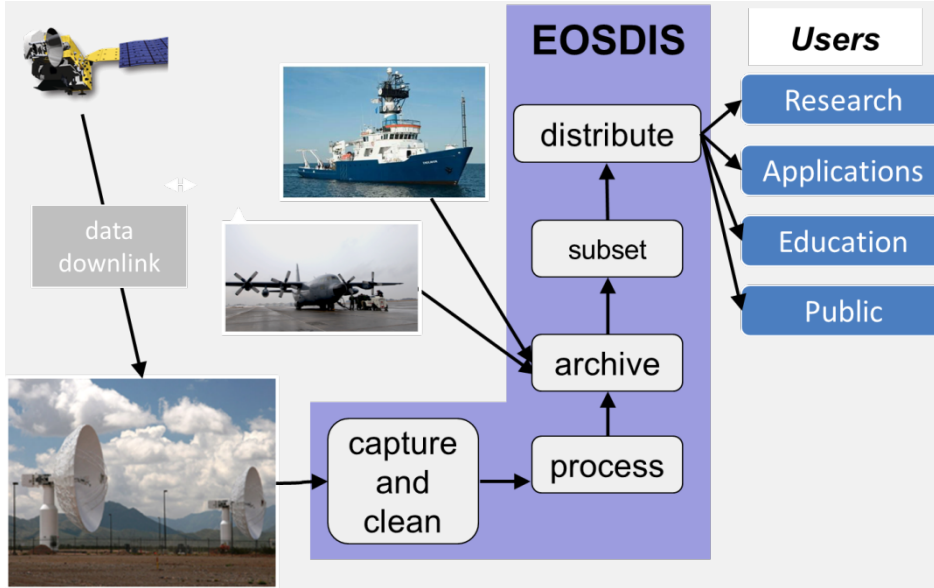 EOSDIS
Users
distribute
Research
Applications
data
downlink
subset
Education
Public
archive
capture
and
clean
process